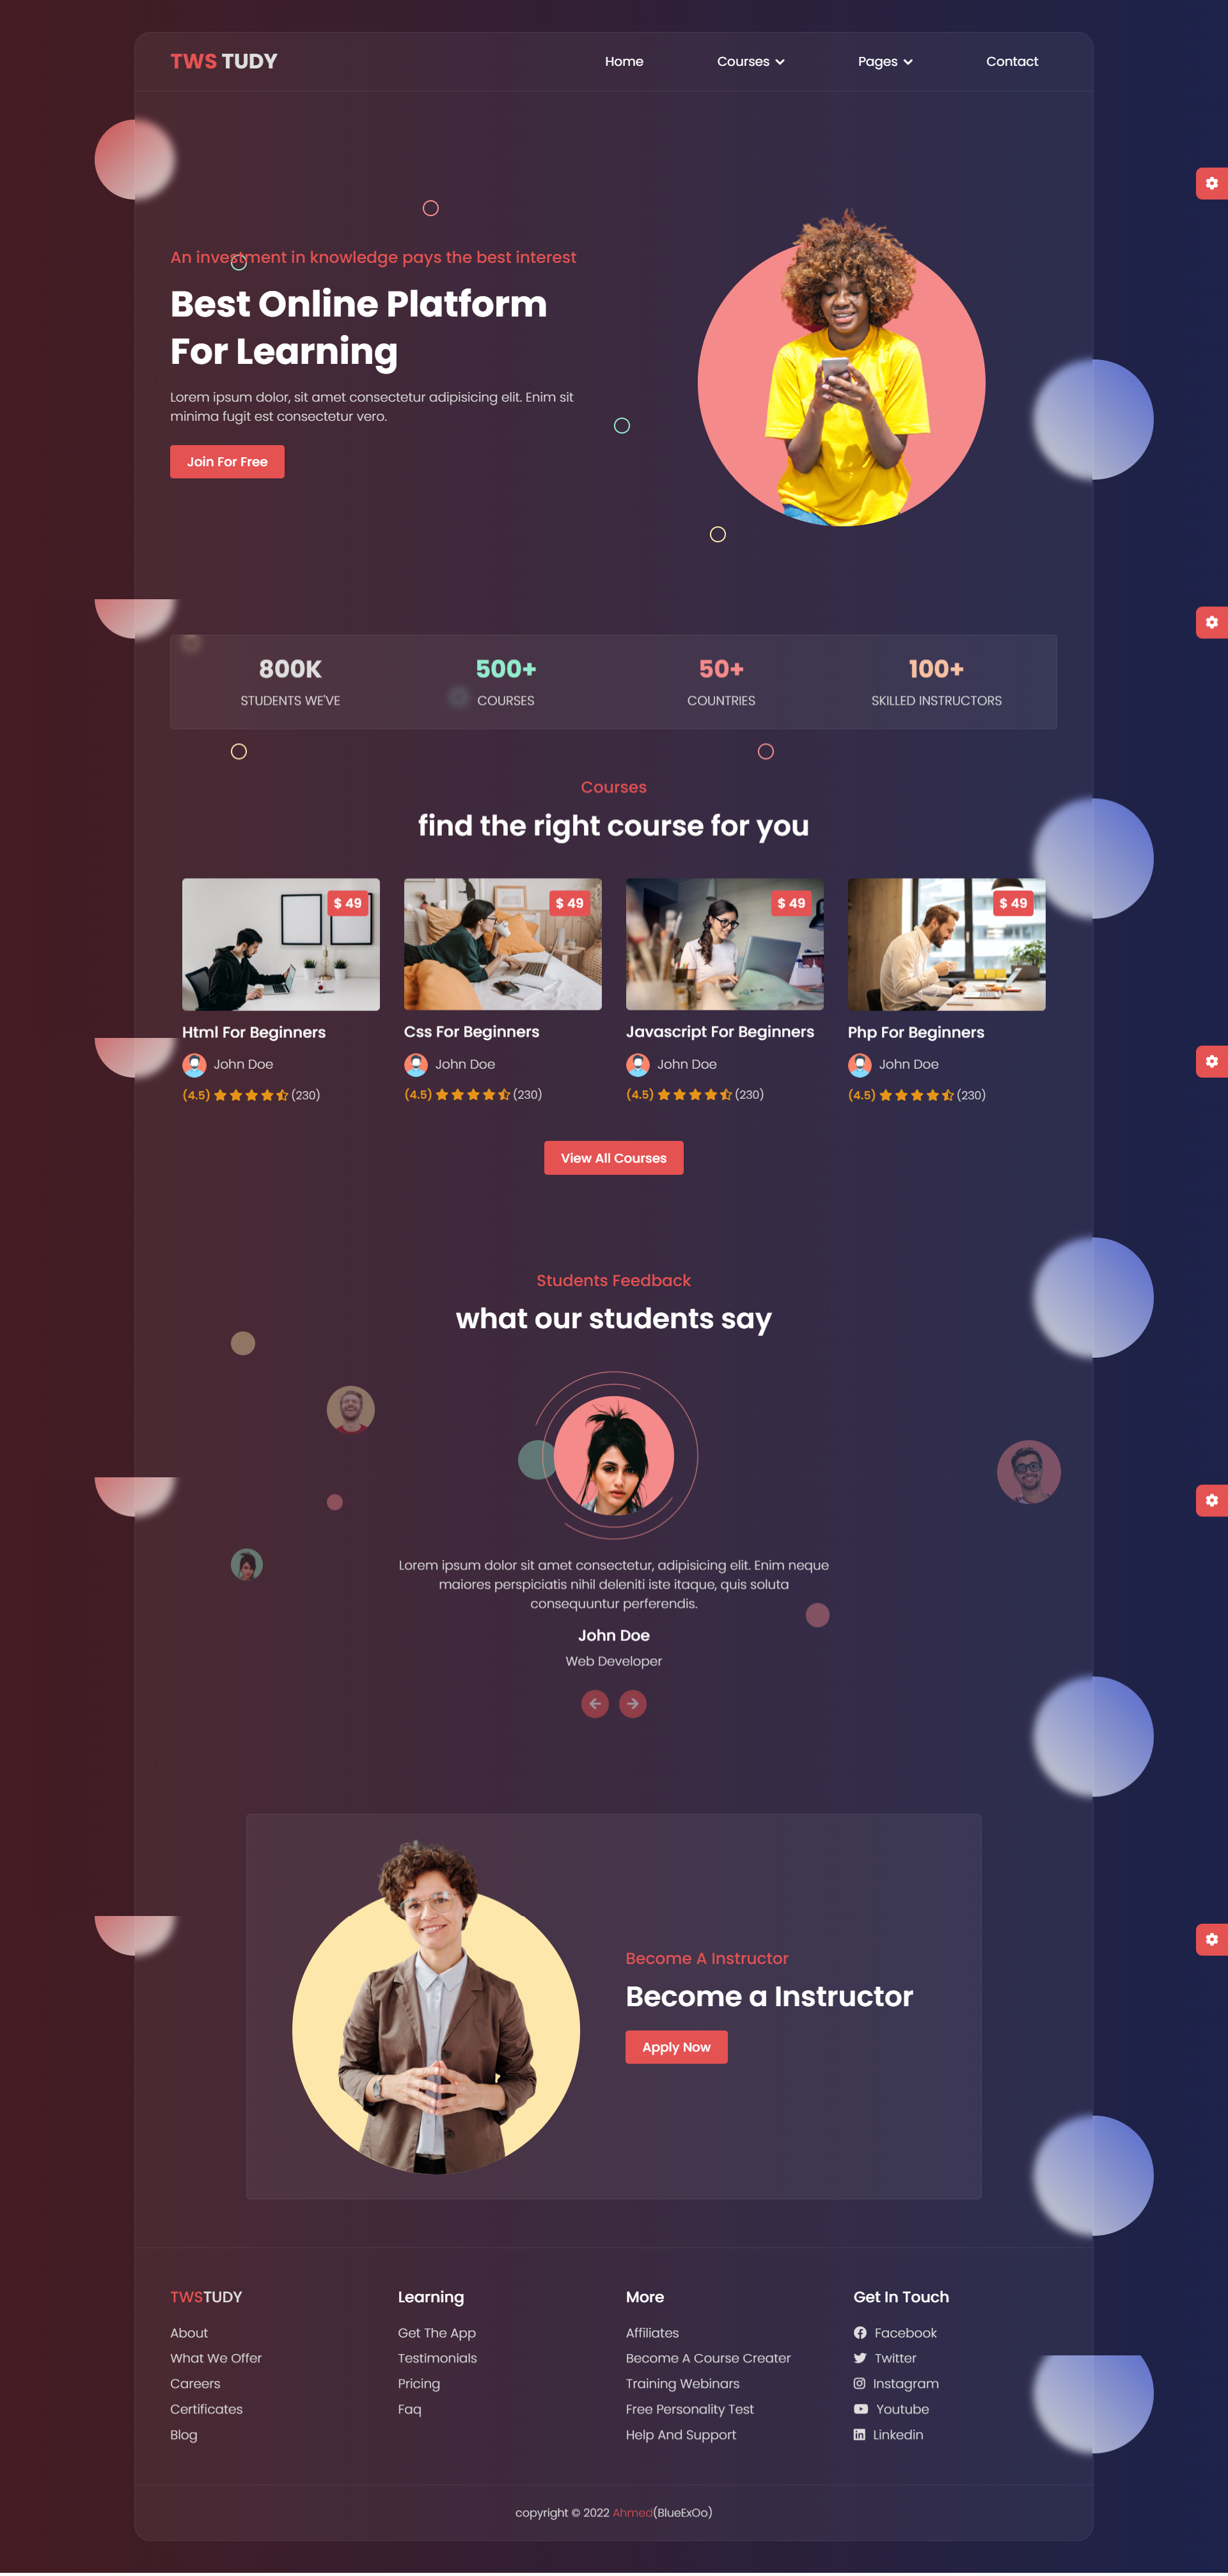 TWS TUDY
Home
Courses
Pages
Contact
An investment in knowledge pays the best interest
Best Online Platform
For Learning
Lorem ipsum dolor, sit amet consectetur adipisicing elit. Enim sit
minima fugit est consectetur vero.
Join For Free
800K
STUDENTS WE'VE
500+
COURSES
50+
COUNTRIES
100+
SKILLED INSTRUCTORS
Courses
find the right course for you
$ 49
Html For Beginners
John Doe
(4.5) (230)
$ 49
Css For Beginners
John Doe
(4.5) (230)
$ 49
Javascript For Beginners
John Doe
(4.5) (230)
$ 49
Php For Beginners
John Doe
(4.5) (230)
View All Courses
Students Feedback
what our students say
Lorem ipsum dolor sit amet consectetur, adipisicing elit. Enim neque
maiores perspiciatis nihil deleniti iste itaque, quis soluta
consequuntur perferendis.
John Doe
Web Developer
Become A Instructor
Become a Instructor
Apply Now
TWSTUDY
About
What We Offer
Careers
Certificates
Blog
Learning
Get The App
Testimonials
Pricing
Faq
More
Affiliates
Become A Course Creater
Training Webinars
Free Personality Test
Help And Support
Get In Touch
Facebook
Twitter
Instagram
Youtube
Linkedin
copyright © 2022 Ahmed(BlueExOo)